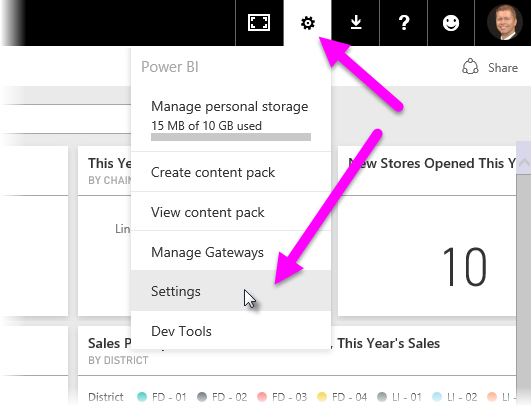 Power BI
Share
Manage personal storage
15 MB of 10 GB used
This Ye
BY CHAIN
New Stores Opened This Y
Create content pack
View content pack
Lin
Manage Gateways
10
Settings
Dev Tools
Sales P
, This Year's Sales
BY DISTRICT
District FD - 01 FD - 02 FD - 03 FD - 04 LI - 01 LI - 02 LI -